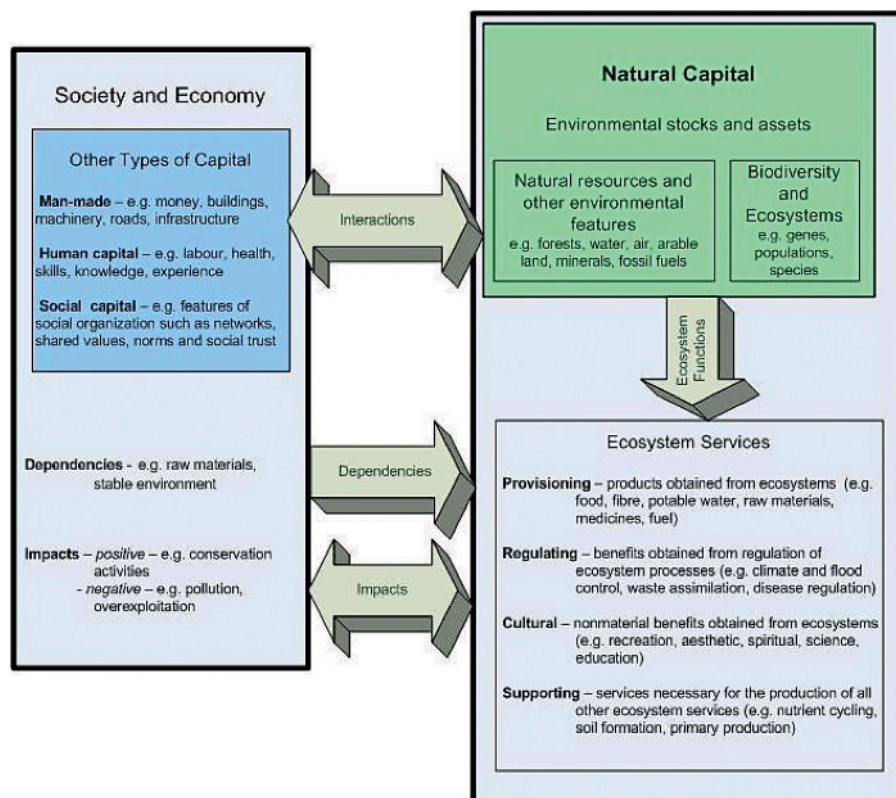 Society and Economy
Other Types of Capital
Man-made – e.g. money, buildings,
machinery, roads, infrastructure
Human capital – e.g. labour, health,
skills, knowledge, experience
Social capital – e.g. features of
social organization such as networks,
shared values, norms and social trust
Dependencies - e.g. raw materials,
stable environment
Impacts – positive – e.g. conservation
activities
- negative – e.g. pollution,
overexploitation
Interactions
Dependencies
Impacts
Natural Capital
Environmental stocks and assets
Natural resources and
other environmental
features
e.g. forests, water, air, arable
land, minerals, fossil fuels
Biodiversity
and
Ecosystems
e.g. genes,
populations,
species
Ecosystem
Functions
Ecosystem Services
Provisioning – products obtained from ecosystems (e.g.
food, fibre, potable water, raw materials,
medicines, fuel)
Regulating – benefits obtained from regulation of
ecosystem processes (e.g. climate and flood
control, waste assimilation, disease regulation)
Cultural – nonmaterial benefits obtained from ecosystems
(e.g. recreation, aesthetic, spiritual, science,
education)
Supporting – services necessary for the production of all
other ecosystem services (e.g. nutrient cycling,
soil formation, primary production)